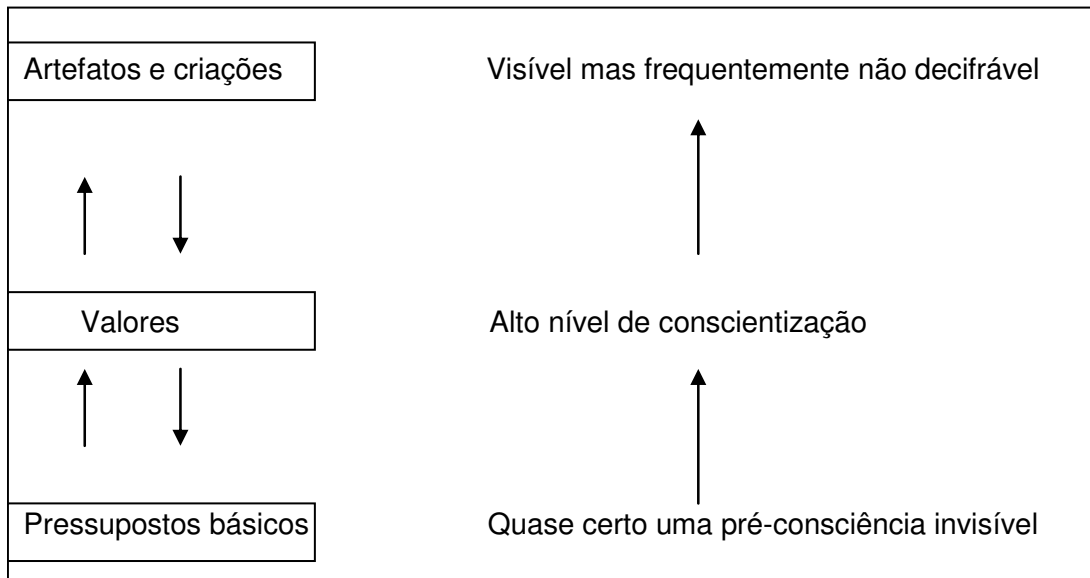 Artefatos e criações
Visível mas frequentemente não decifrável
Valores
Alto nível de conscientização
Pressupostos básicos
Quase certo uma pré-consciência invisível